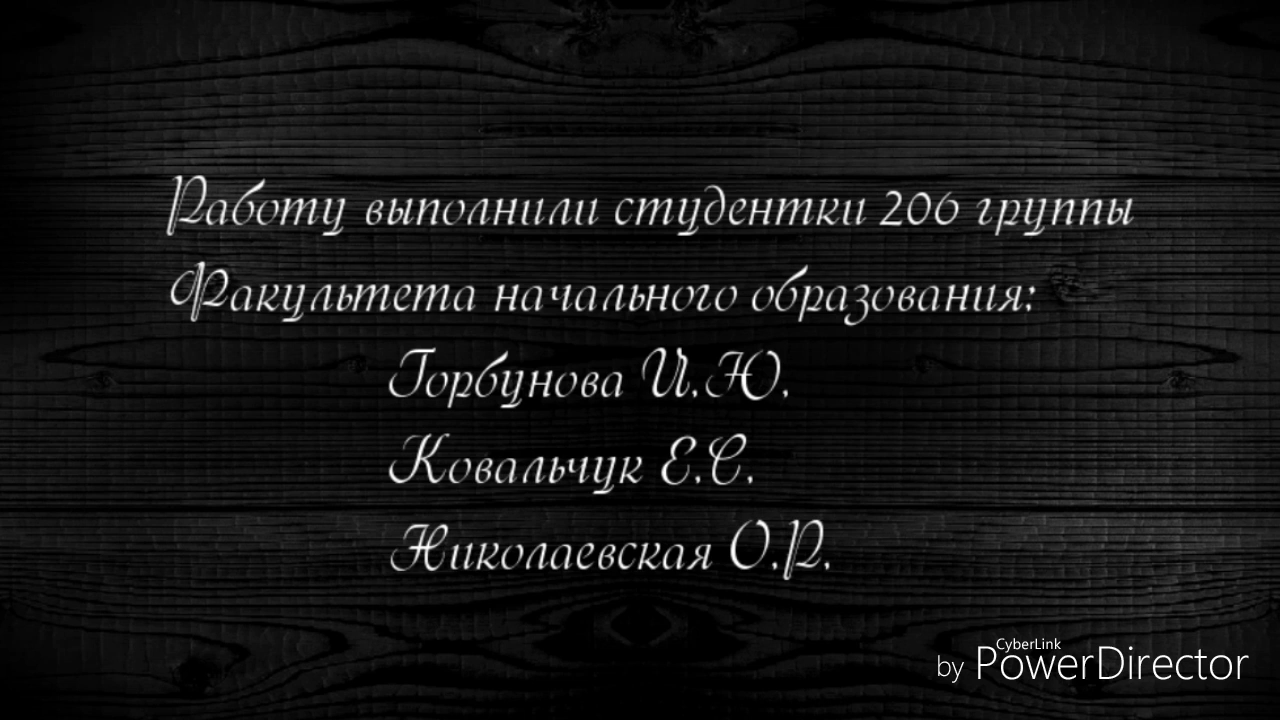 Работу выполнили студентки 206 группы
Факультета начального образования:
Горбунова И.Ю.
Ковальчук Е.С.
Николаевская О.Р.
CyberLink
by PowerDirector